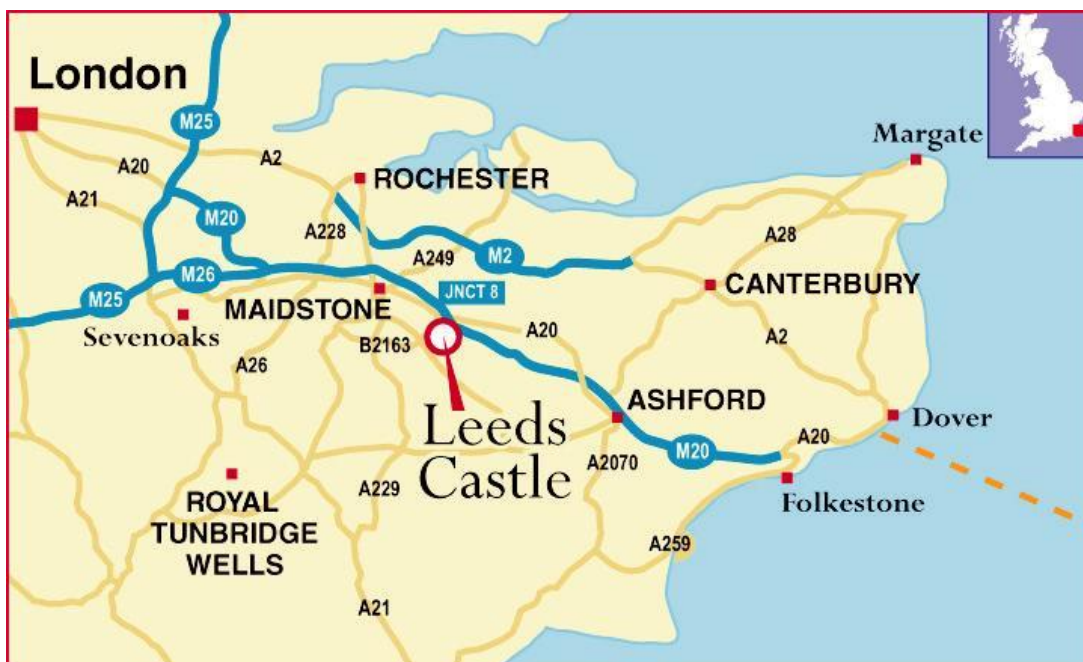 London
M25
A20
A2
A21
ROCHESTER
Margate
M20
A228
A249
M2
A28
M26
JNCT 8
CANTERBURY
M25
MAIDSTONE
Sevenoaks
B2163
A20
A2
A26
ASHFORD
Dover
Leeds
Castle
A20
M20
A2070
A229
Folkestone
ROYAL
TUNBRIDGE
WELLS
A259
A21